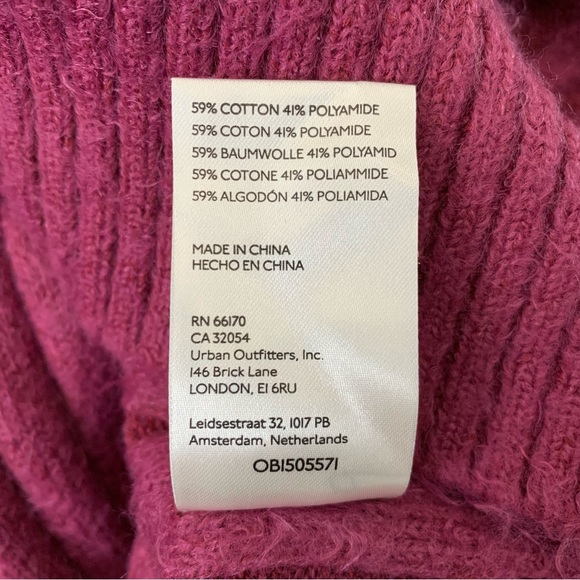 59% COTTON 41% POLYAMIDE
59% COTON 41% POLYAMIDE
59% BAUMWOLLE 41% POLYAMID
59% COTONE 41% POLIAMMIDE
59% ALGODÓN 41% POLIAMIDA
MADE IN CHINA
HECHO EN CHINA
RN 66170
CA 32054
Urban Outfitters, Inc.
146 Brick Lane
LONDON, E1 6RU
Leidsestraat 32, 1017 PB
Amsterdam, Netherlands
OB1505571